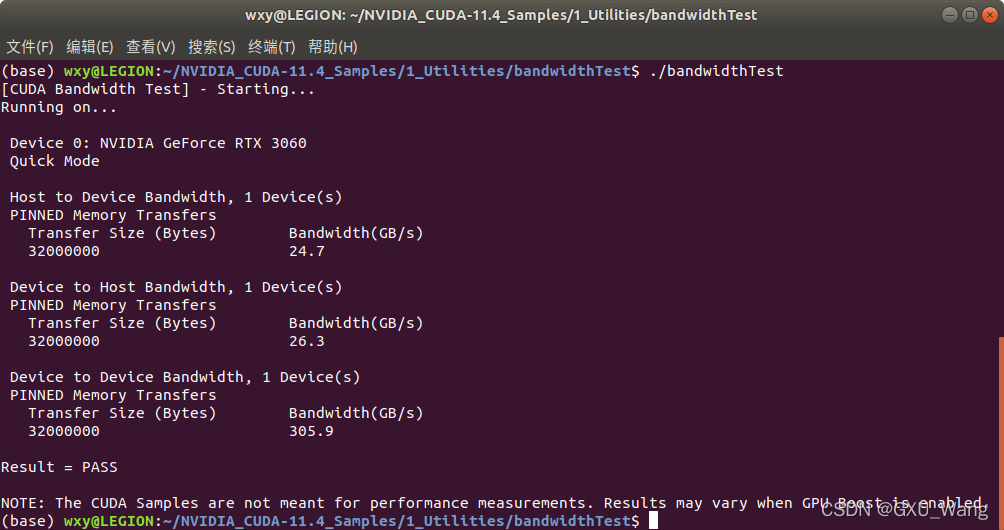 wxy@LEGION: ~/NVIDIA_CUDA-11.4_Samples/1_Utilities/bandwidthTest
文件(F) 编辑(E) 查看(V) 搜索(S) 终端(T) 帮助(H)
(base) wxy@LEGION:~/NVIDIA_CUDA-11.4_Samples/1_Utilities/bandwidthTest$ ./bandwidthTest
[CUDA Bandwidth Test] - Starting...
Running on...
Device 0: NVIDIA GeForce RTX 3060
Quick Mode
Host to Device Bandwidth, 1 Device(s)
PINNED Memory Transfers
Transfer Size (Bytes) Bandwidth(GB/s)
32000000 24.7
Device to Host Bandwidth, 1 Device(s)
PINNED Memory Transfers
Transfer Size (Bytes) Bandwidth(GB/s)
32000000 26.3
Device to Device Bandwidth, 1 Device(s)
PINNED Memory Transfers
Transfer Size (Bytes) Bandwidth(GB/s)
32000000 305.9
Result = PASS
NOTE: The CUDA Samples are not meant for performance measurements. Results may vary when GPU Boost is enabled.
(base) wxy@LEGION:~/NVIDIA_CUDA-11.4_Samples/1_Utilities/bandwidthTest$
CSDN @GXU_Wang